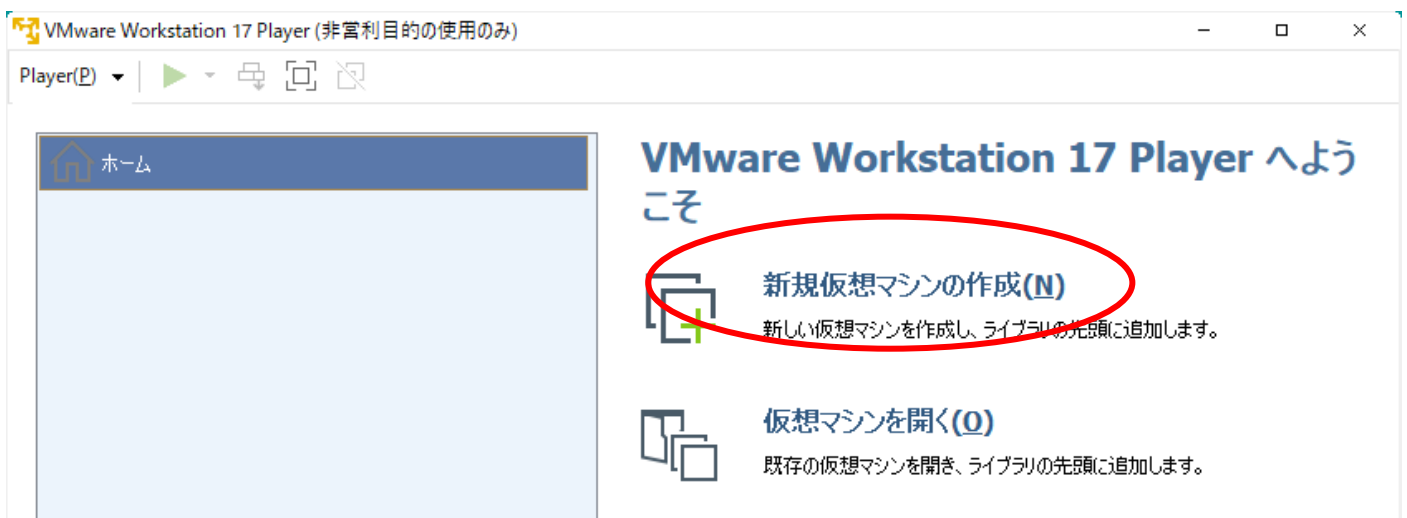 VMware Workstation 17 Player (非営利目的の使用のみ)
Player(P)
ホーム
VMware Workstation 17 Player へよう
こそ
新規仮想マシンの作成(N)
新しい仮想マシンを作成し、ライブラリの先頭に追加します。
仮想マシンを開く(O)
既存の仮想マシンを開き、ライブラリの先頭に追加します。